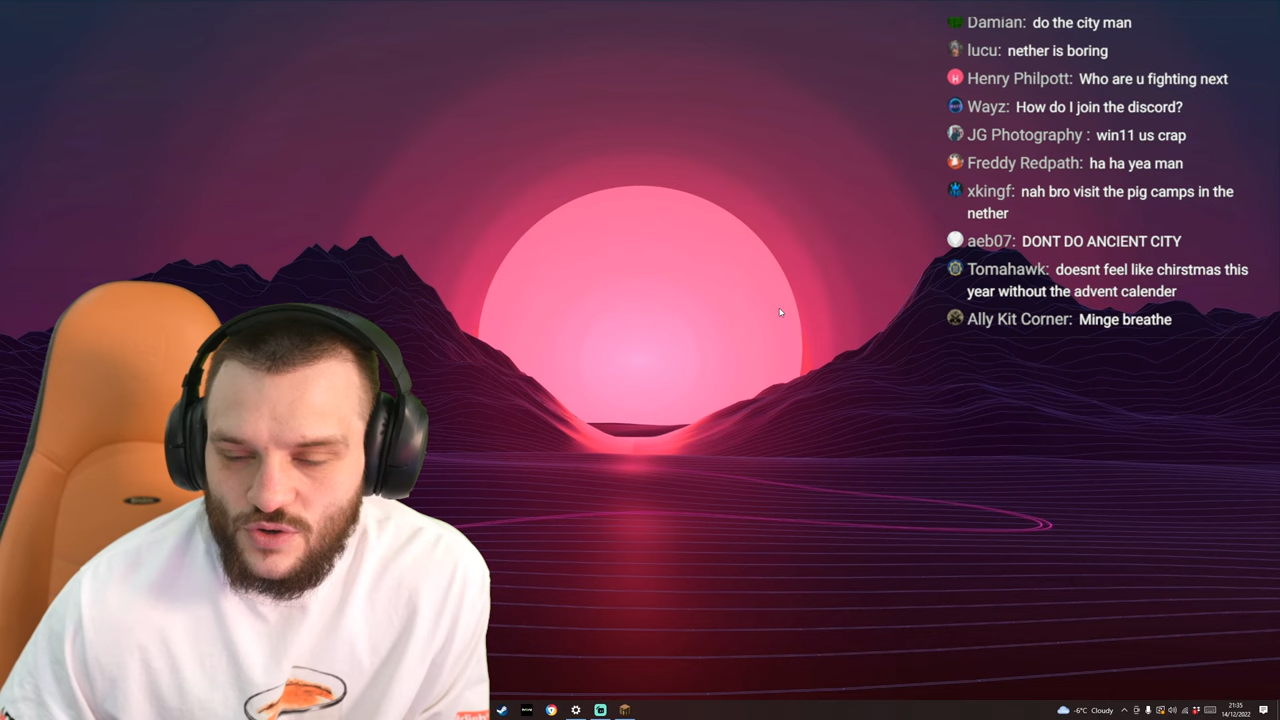 Damian: do the city man
lucu: nether is boring
H Henry Philpott: Who are u fighting next
Wayz: How do I join the discord?
JG Photography : win11 us crap
Freddy Redpath: ha ha yea man
xkingf: nah bro visit the pig camps in the
nether
aeb07: DONT DO ANCIENT CITY
Tomahawk: doesnt feel like chirstmas this
year without the advent calender
Ally Kit Corner: Minge breathe
-6°C Cloudy
21:35
14/12/2022